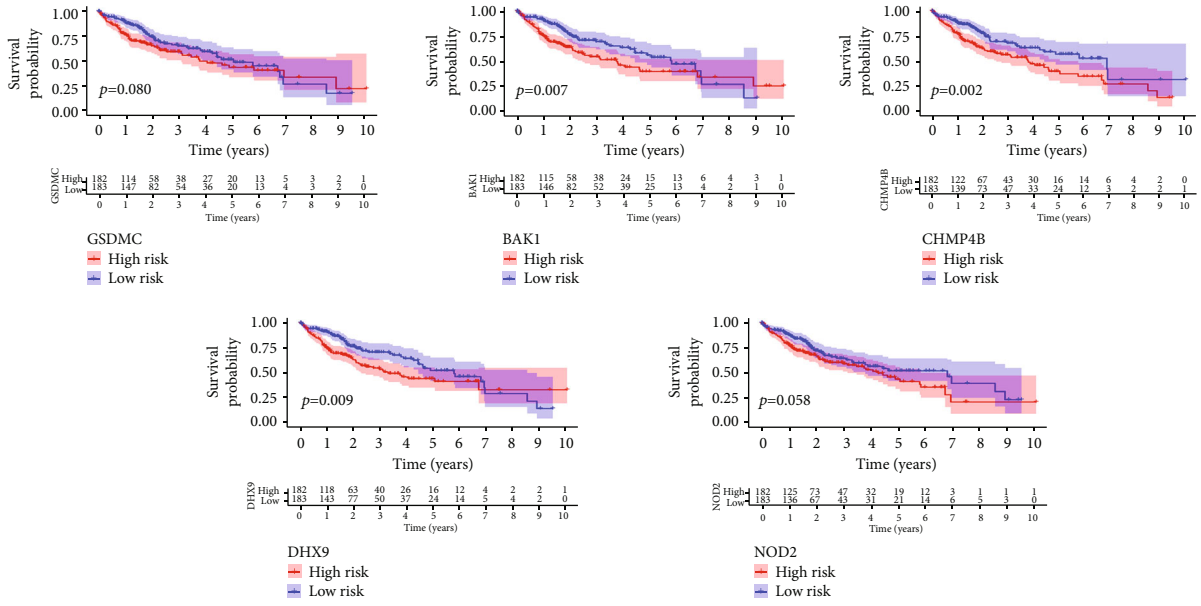 Survival probability
1.00
0.75
0.50
0.25
0.00
p=0.080
0 1 2 3 4 5 6 7 8 9 10
Time (years)
GSDMC
High 182 114 58 38 27 20 13 4 3 2 1
Low 183 147 82 54 36 20 13 5 3 2 0
0 1 2 3 4 5 6 7 8 9 10
Time (years)
GSDMC
High risk
Low risk
Survival probability
1.00
0.75
0.50
0.25
0.00
p=0.007
0 1 2 3 4 5 6 7 8 9 10
Time (years)
BAK1
High 182 115 58 38 24 15 13 6 4 3 1
Low 183 146 82 52 39 25 13 4 2 1 0
0 1 2 3 4 5 6 7 8 9 10
Time (years)
BAK1
High risk
Low risk
Survival probability
1.00
0.75
0.50
0.25
0.00
p=0.002
0 1 2 3 4 5 6 7 8 9 10
Time (years)
CHMP4B
High 182 122 67 43 30 16 14 6 4 2 0
Low 183 139 73 47 33 24 12 3 2 2 1
0 1 2 3 4 5 6 7 8 9 10
Time (years)
CHMP4B
High risk
Low risk
Survival probability
1.00
0.75
0.50
0.25
0.00
p=0.009
0 1 2 3 4 5 6 7 8 9 10
Time (years)
DHX9
High 182 118 63 40 26 16 12 4 2 2 1
Low 183 143 77 50 37 24 14 5 4 2 0
0 1 2 3 4 5 6 7 8 9 10
Time (years)
DHX9
High risk
Low risk
Survival probability
1.00
0.75
0.50
0.25
0.00
p=0.058
0 1 2 3 4 5 6 7 8 9 10
Time (years)
NOD2
High 182 125 73 47 32 19 12 3 1 1 1
Low 183 136 67 43 31 21 14 6 5 3 0
0 1 2 3 4 5 6 7 8 9 10
Time (years)
NOD2
High risk
Low risk